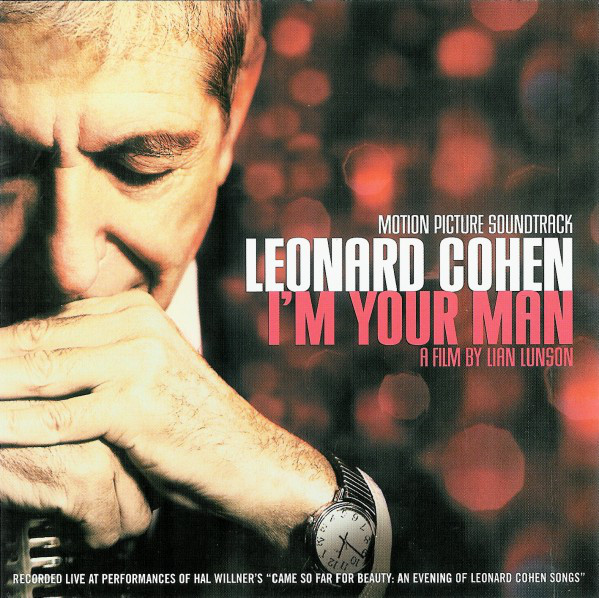 MOTION PICTURE SOUNDTRACK
LEONARD COHEN
I'M YOUR MAN
A FILM BY LIAN LUNSON
RECORDED LIVE AT PERFORMANCES OF HAL WILLNER'S "CAME SO FAR FOR BEAUTY: AN EVENING OF LEONARD COHEN SONGS"